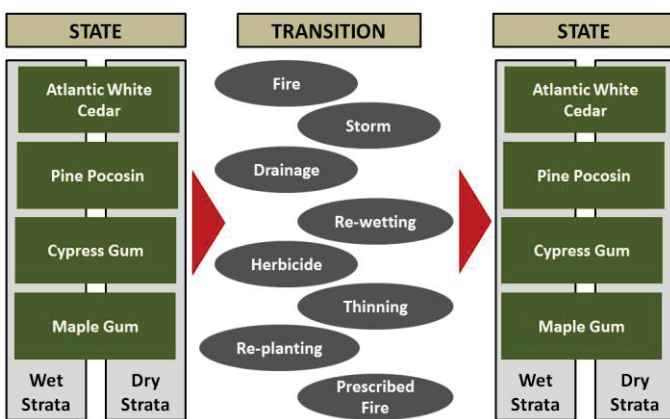 STATE
Atlantic White
Cedar
Pine Pocosin
Cypress Gum
Maple Gum
Wet
Strata
Dry
Strata
TRANSITION
Fire
Storm
Drainage
Re-wetting
Herbicide
Thinning
Re-planting
Prescribed
Fire
STATE
Atlantic White
Cedar
Pine Pocosin
Cypress Gum
Maple Gum
Wet
Strata
Dry
Strata